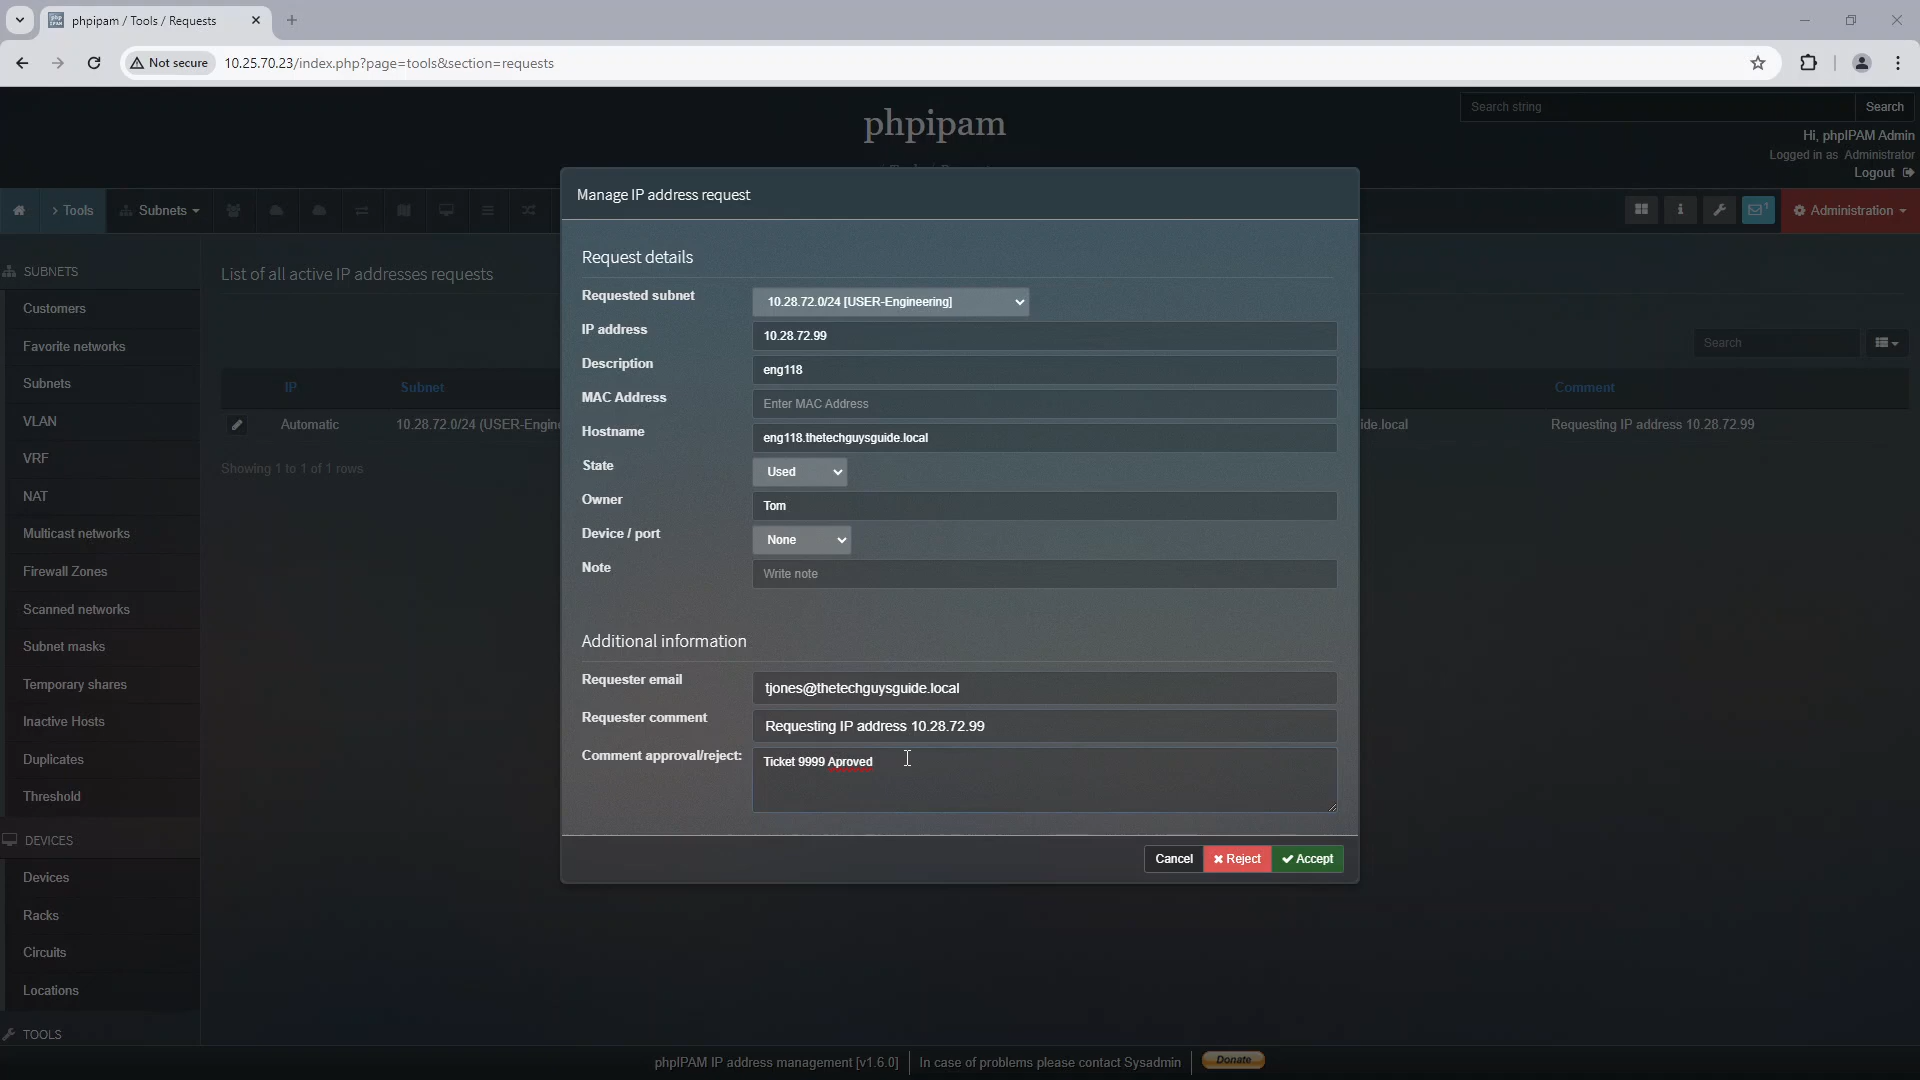 phpipam / Tools / Requests
Not secure
10.25.70.23/index.php?page=tools&section=requests
phpipam
Search string
Search
Hi, phpIPAM Admin
Logged in as Administrator
Logout
> Tools
Subnets
1
Administration
SUBNETS
Customers
Favorite networks
Subnets
VLAN
VRF
NAT
Multicast networks
Firewall Zones
Scanned networks
Subnet masks
Temporary shares
Inactive Hosts
Duplicates
Threshold
DEVICES
Devices
Racks
Circuits
Locations
TOOLS
List of all active IP addresses requests
Search
IP Subnet Comment
Automatic 10.28.72.0/24 (USER-Engine ide.local Requesting IP address 10.28.72.99
Showing 1 to 1 of 1 rows
Manage IP address request
Request details
Requested subnet 10.28.72.0/24 [USER-Engineering]
IP address 10.28.72.99
Description eng118
MAC Address Enter MAC Address
Hostname eng118.thetechguysguide.local
State Used
Owner Tom
Device / port None
Note Write note
Additional information
Requester email tjones@thetechguysguide.local
Requester comment Requesting IP address 10.28.72.99
Comment approval/reject: Ticket 9999 Aproved
Cancel Reject Accept
phpIPAM IP address management [v1.6.0] In case of problems please contact Sysadmin Donate